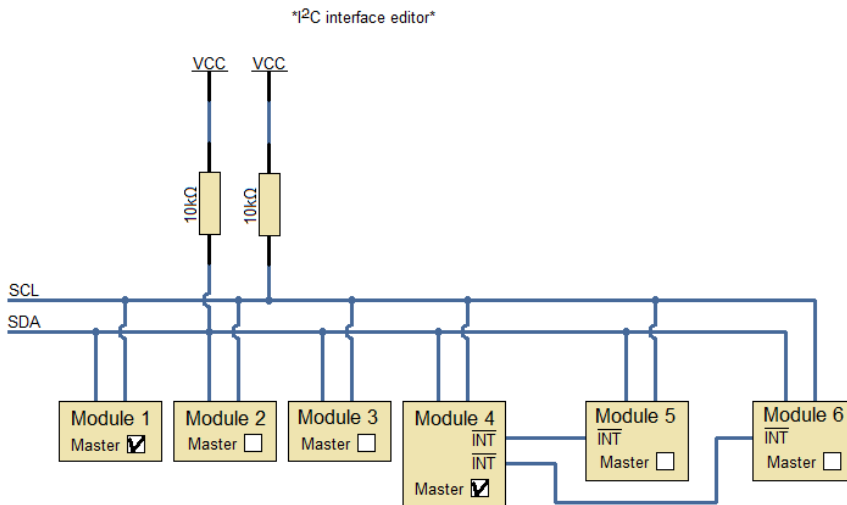 *I²C interface editor*
VCC VCC
10kΩ 10kΩ
SCL
SDA
Module 1
Master
Module 2
Master
Module 3
Master
Module 4
INT
INT
Master
Module 5
INT
Master
Module 6
INT
Master